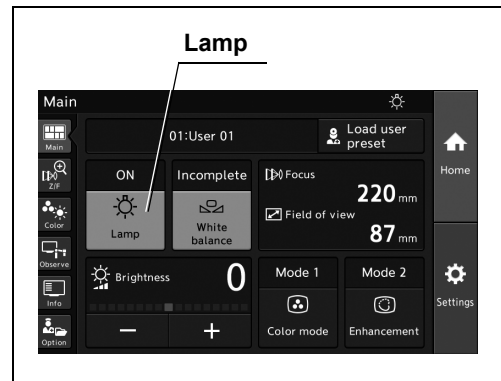 Lamp
Main
Main
01:User 01
Load user
preset
Home
Z/F
ON
Incomplete
Focus
220 mm
Lamp
White
balance
Field of view
87 mm
Color
Observe
Brightness
0
Mode 1
Mode 2
Settings
Info
− +
Color mode
Enhancement
Option